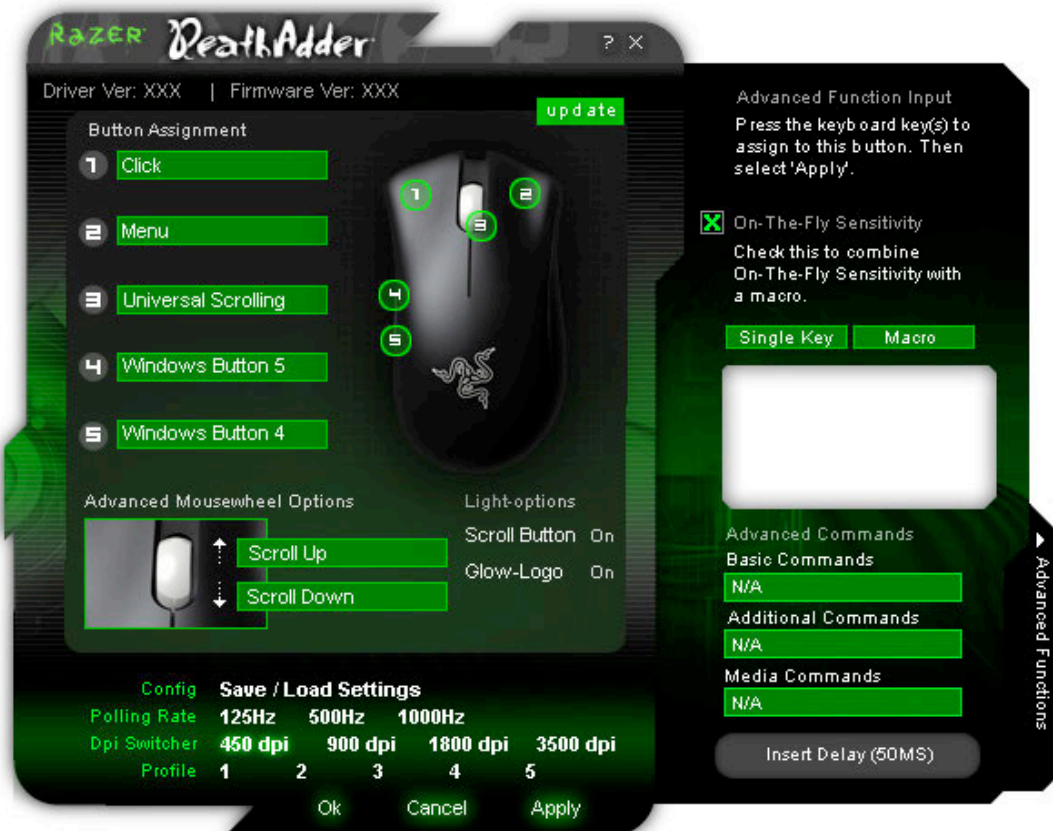 RAZER DeathAdder ? X
Driver Ver: XXX | Firmware Ver: XXX
update
Button Assignment
1 Click
2 Menu
3 Universal Scrolling
4 Windows Button 5
5 Windows Button 4
1 2
3
4
5
Advanced Mousewheel Options
Scroll Up
Scroll Down
Light-options
Scroll Button On
Glow-Logo On
Config Save / Load Settings
Polling Rate 125Hz 500Hz 1000Hz
Dpi Switcher 450 dpi 900 dpi 1800 dpi 3500 dpi
Profile 1 2 3 4 5
Ok Cancel Apply
Advanced Function Input
Press the keyboard key(s) to
assign to this button. Then
select 'Apply'.
On-The-Fly Sensitivity
Check this to combine
On-The-Fly Sensitivity with
a macro.
Single Key Macro
Advanced Commands
Basic Commands
N/A
Additional Commands
N/A
Media Commands
N/A
Insert Delay (50MS)
Advanced Functions